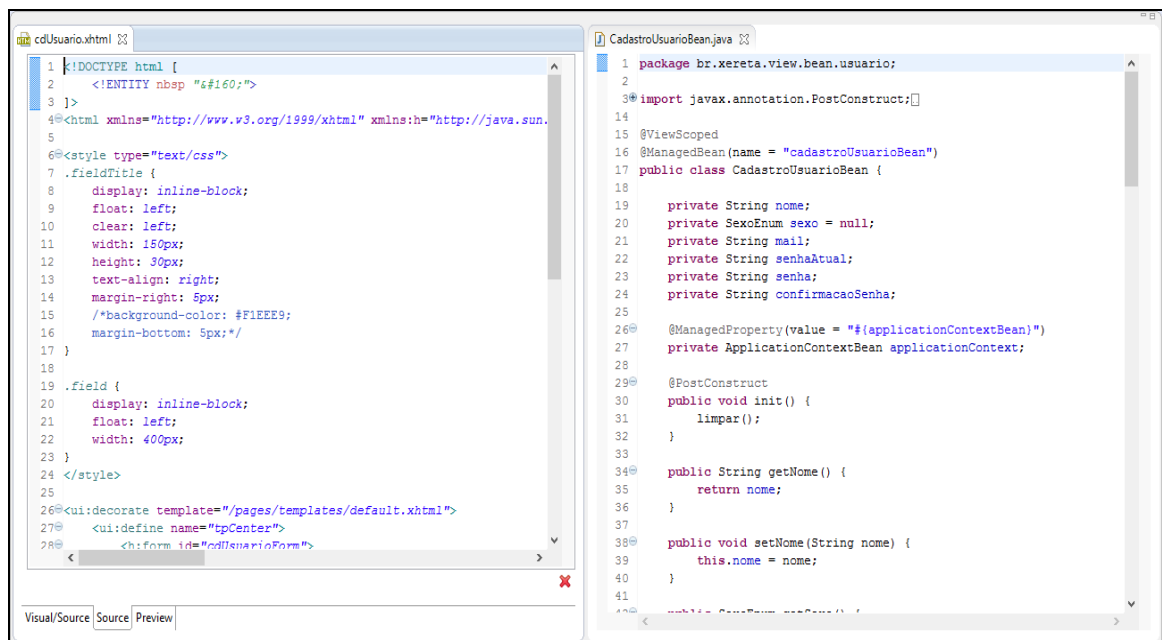 cdUsuario.xhtml
1 <!DOCTYPE html [
2 <!ENTITY nbsp "&#160;">
3 ]>
4 <html xmlns="http://www.w3.org/1999/xhtml" xmlns:h="http://java.sun.
5
6 <style type="text/css">
7 .fieldTitle {
8 display: inline-block;
9 float: left;
10 clear: left;
11 width: 150px;
12 height: 30px;
13 text-align: right;
14 margin-right: 5px;
15 /*background-color: #F1EEE9;
16 margin-bottom: 5px;*/
17 }
18
19 .field {
20 display: inline-block;
21 float: left;
22 width: 400px;
23 }
24 </style>
25
26 <ui:decorate template="/pages/templates/default.xhtml">
27 <ui:define name="tpCenter">
28 <h:form id="cdUsuarioForm">
Visual/Source Source Preview
CadastroUsuarioBean.java
1 package br.xereta.view.bean.usuario;
2
3 import javax.annotation.PostConstruct;
14
15 @ViewScoped
16 @ManagedBean(name = "cadastroUsuarioBean")
17 public class CadastroUsuarioBean {
18
19 private String nome;
20 private SexoEnum sexo = null;
21 private String mail;
22 private String senhaAtual;
23 private String senha;
24 private String confirmacaoSenha;
25
26 @ManagedProperty(value = "#{applicationContextBean}")
27 private ApplicationContextBean applicationContext;
28
29 @PostConstruct
30 public void init() {
31 limpar();
32 }
33
34 public String getNome() {
35 return nome;
36 }
37
38 public void setNome(String nome) {
39 this.nome = nome;
40 }
41